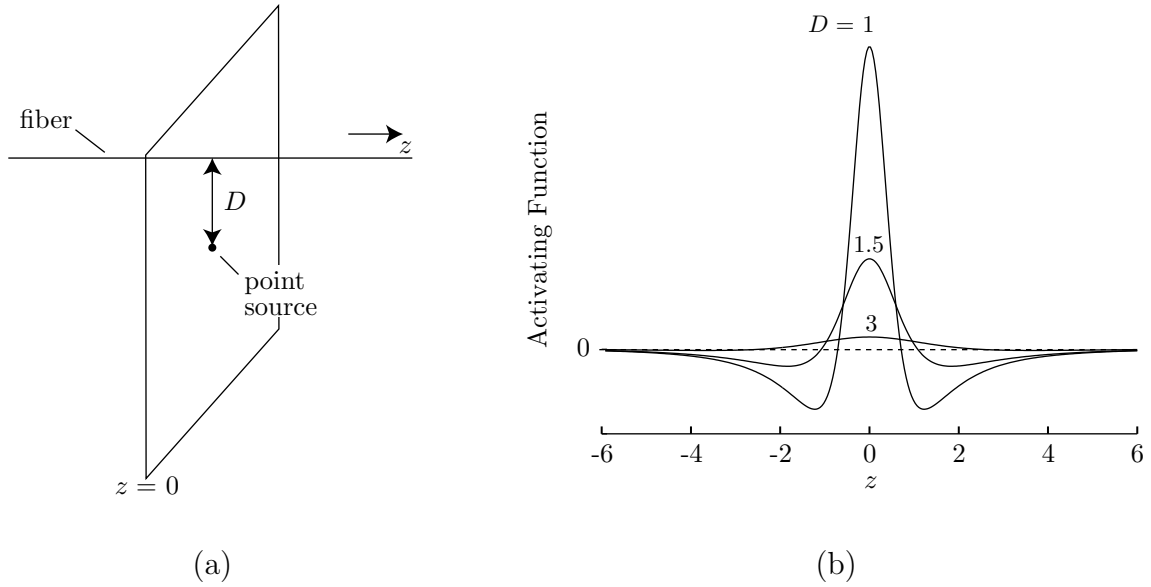 fiber
z
D
point
source
z = 0
(a)
D = 1
1.5
3
Activating Function
0
-6 -4 -2 0 2 4 6
z
(b)